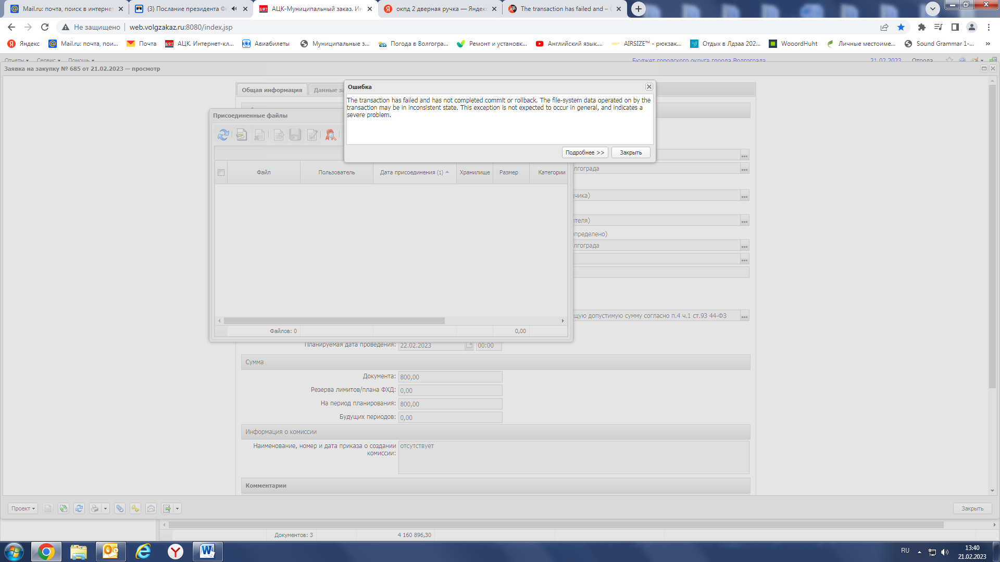 Mail.ru: почта, поиск в интернет
(3) Послание президента Фе
АЦК-Муниципальный заказ. Ин
окпд 2 дверная ручка — Яндекс
The transaction has failed and –
Не защищено
web.volgzakaz.ru:8080/index.jsp
Яндекс
Mail.ru: почта, пои...
Почта
АЦК. Интернет-кл...
Авиабилеты
Муниципальные з...
Погода в Волгогра...
Ремонт и установк...
Английский язык....
AIRSIZE™ - рюкзак...
Отдых в Лдзаа 202...
WooordHuht
Личные местоиме...
Sound Grammar 1-...
»
Отчеты
Сервис
Помощь
Бюджет городского округа города Волгограда
21.02.2023
Отрода
Заявка на закупку № 685 от 21.02.2023 — просмотр
Общая информация
Данные за
Ошибка
The transaction has failed and has not completed commit or rollback. The file-system data operated on by the
transaction may be in inconsistent state. This exception is not expected to occur in general, and indicates a
severe problem.
Подробнее >>
Закрыть
Присоединенные файлы
Файл
Пользователь
Дата присоединения (1)
Хранилище
Размер
Категории
Файлов: 0
0,00
лгограда
чика)
ителя)
определено)
лгограда
щую допустимую сумму согласно п.4 ч.1 ст.93 44-ФЗ
Планируемая дата проведения:
22.02.2023
00:00
Сумма
Документа:
800,00
Резерва лимитов/плана ФХД:
0,00
На период планирования:
800,00
Будущих периодов:
0,00
Информация о комиссии
Наименование, номер и дата приказа о создании
комиссии:
отсутствует
Комментарии
Проект
Закрыть
Документов: 3
4 160 896,30
RU
13:40
21.02.2023